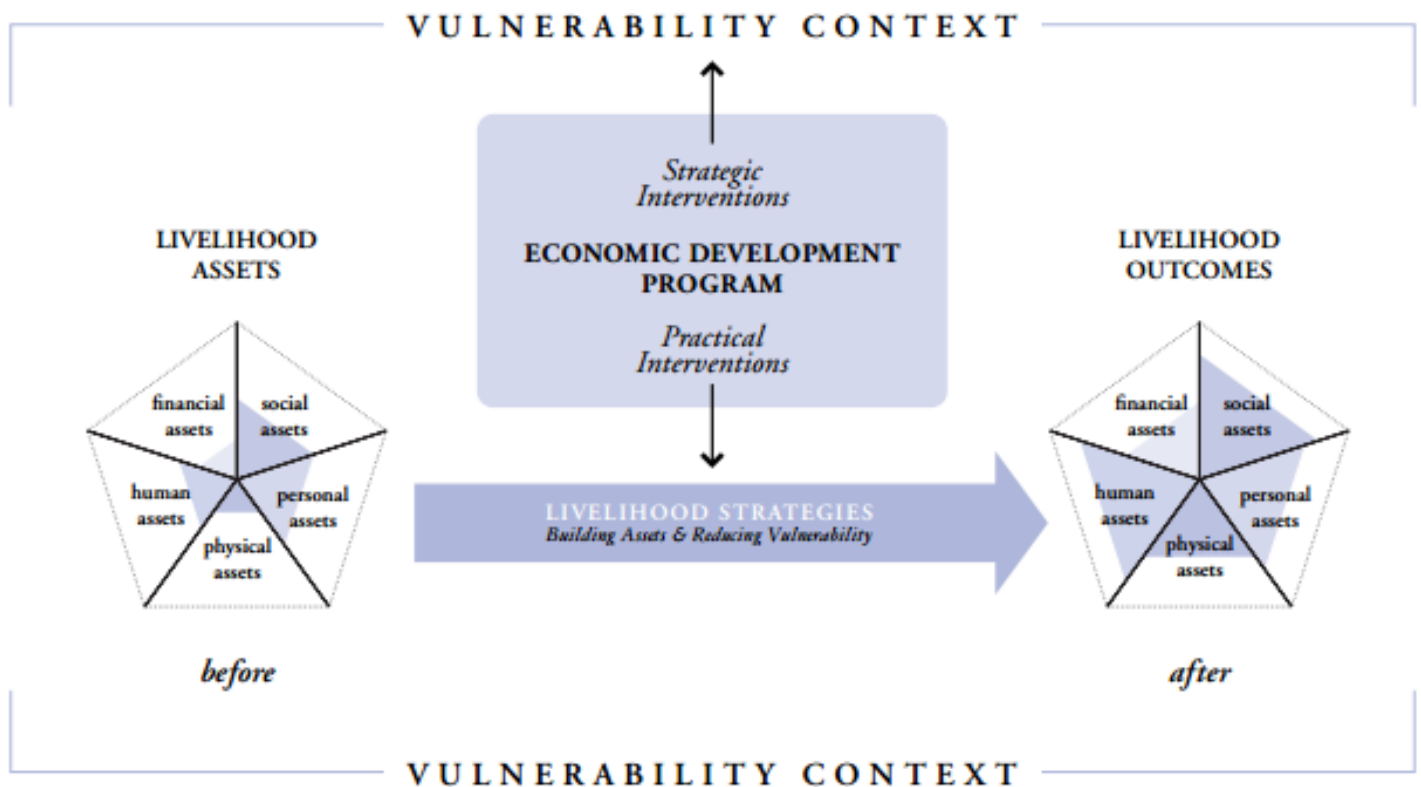 VULNERABILITY CONTEXT
Strategic
Interventions
ECONOMIC DEVELOPMENT
PROGRAM
Practical
Interventions
LIVELIHOOD
ASSETS
financial
assets
social
assets
human
assets
personal
assets
physical
assets
before
LIVELIHOOD STRATEGIES
Building Assets & Reducing Vulnerability
LIVELIHOOD
OUTCOMES
financial
assets
social
assets
human
assets
personal
assets
physical
assets
after
VULNERABILITY CONTEXT